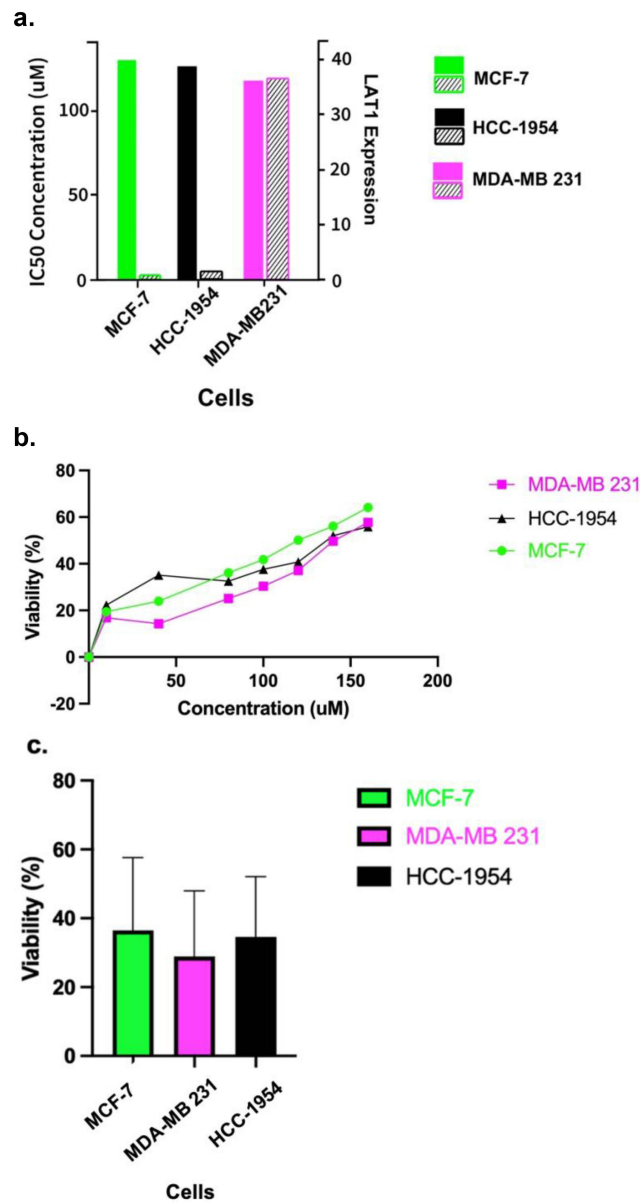 a.
IC50 Concentration (uM)
100
50
0
40
30
20
10
0
LAT1 Expression
MCF-7
HCC-1954
MDA-MB 231
MCF-7
HCC-1954
MDA-MB231
Cells
b.
Viability (%)
80
60
40
20
0
-20
50
100
150
200
Concentration (uM)
MDA-MB 231
HCC-1954
MCF-7
c.
Viability (%)
80
60
40
20
0
MCF-7
MDA-MB 231
HCC-1954
MCF-7
MDA-MB 231
HCC-1954
Cells